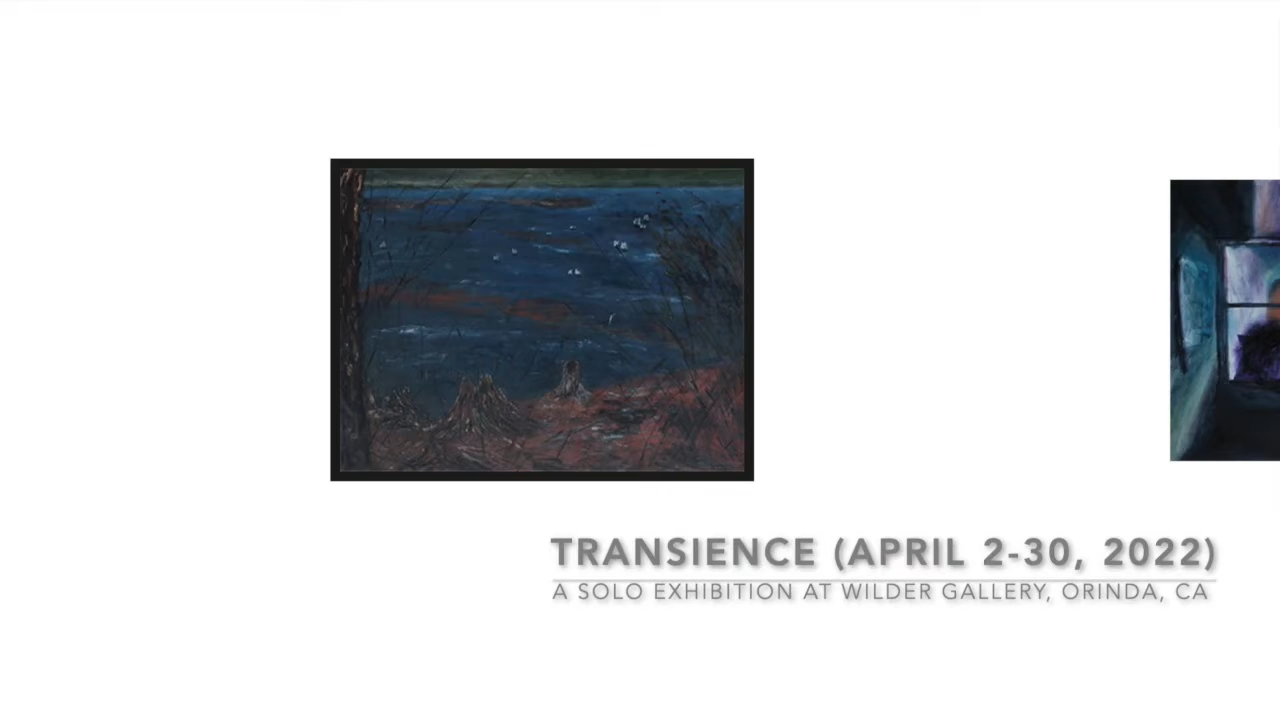 TRANSIENCE (APRIL 2-30, 2022)
A SOLO EXHIBITION AT WILDER GALLERY, ORINDA, CA